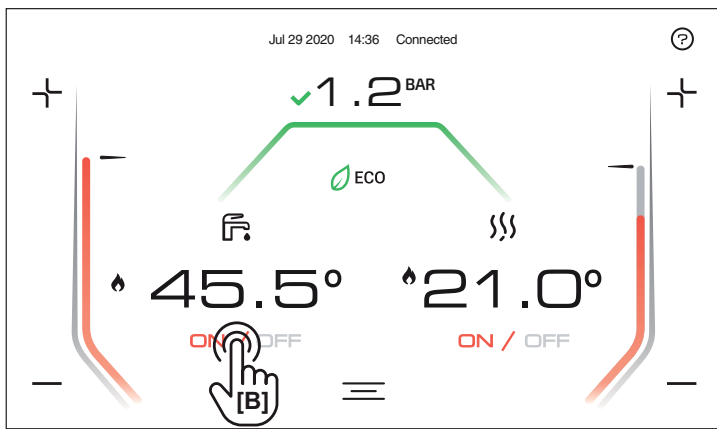 Jul 29 2020 14:36 Connected
?
1.2 BAR
ECO
45.5° 21.0°
ON / OFF ON / OFF
[B]